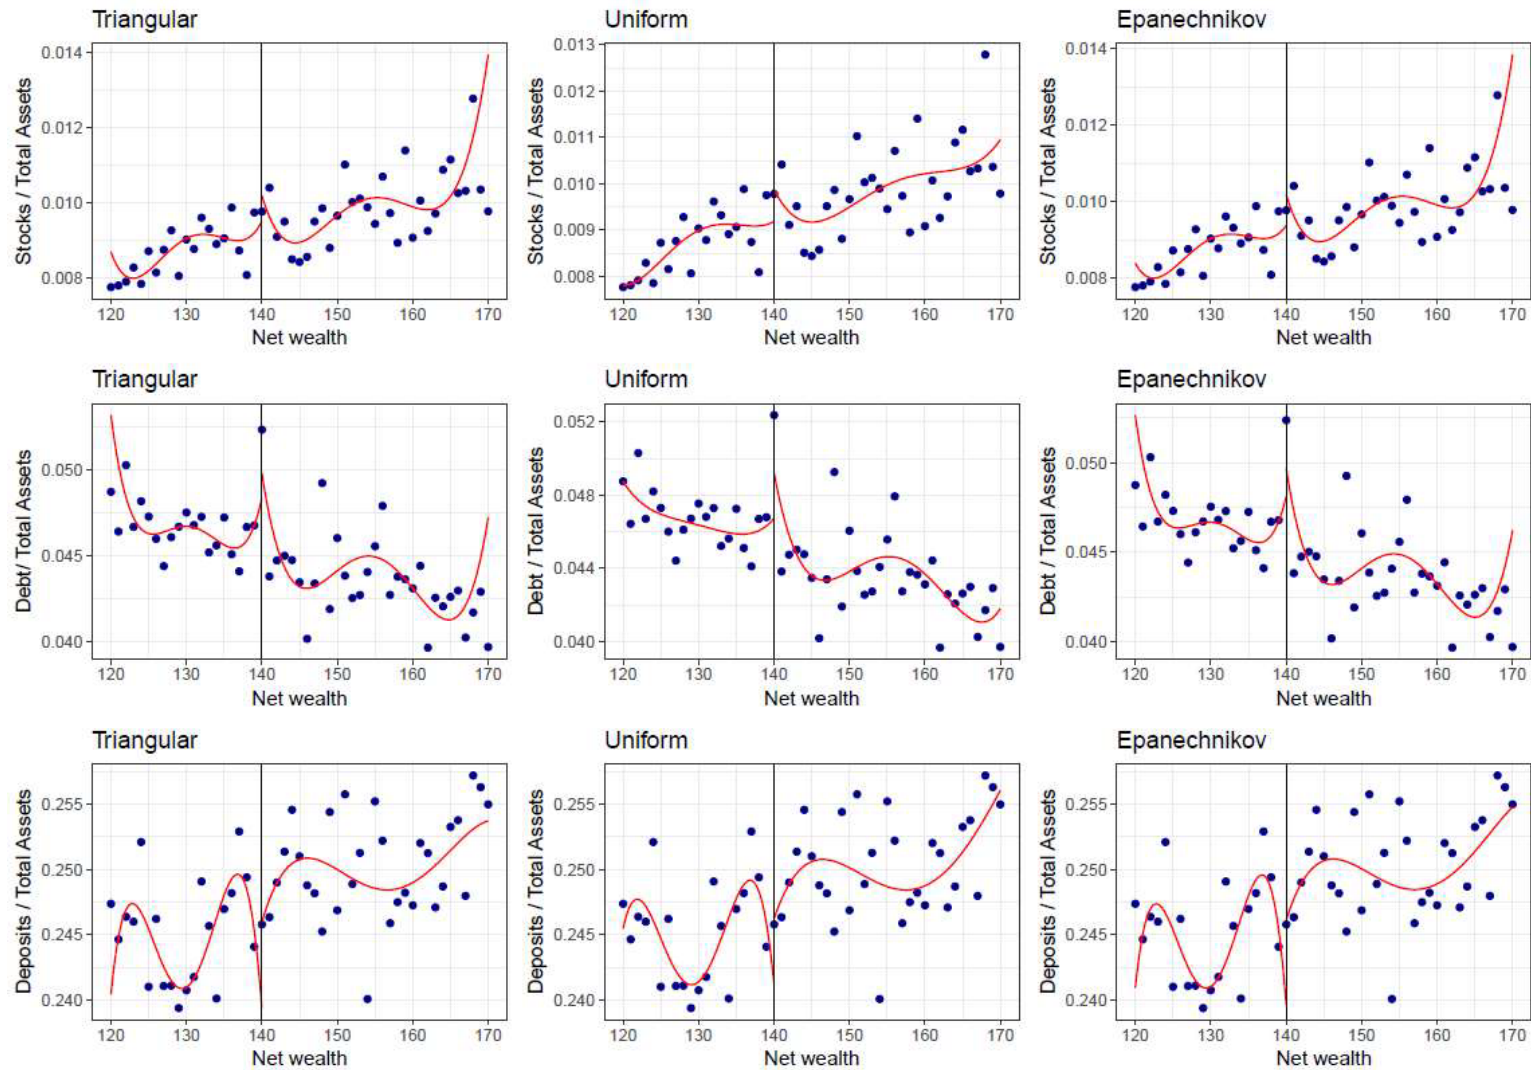 Triangular Uniform Epanechnikov
Stocks / Total Assets
0.014
0.012
0.010
0.008
120 130 140 150 160 170
Net wealth
Stocks / Total Assets
0.013
0.012
0.011
0.010
0.009
0.008
120 130 140 150 160 170
Net wealth
Stocks / Total Assets
0.014
0.012
0.010
0.008
120 130 140 150 160 170
Net wealth
Triangular Uniform Epanechnikov
Debt/ Total Assets
0.050
0.045
0.040
120 130 140 150 160 170
Net wealth
Debt / Total Assets
0.052
0.048
0.044
0.040
120 130 140 150 160 170
Net wealth
Debt / Total Assets
0.050
0.045
0.040
120 130 140 150 160 170
Net wealth
Triangular Uniform Epanechnikov
Deposits / Total Assets
0.255
0.250
0.245
0.240
120 130 140 150 160 170
Net wealth
Deposits / Total Assets
0.255
0.250
0.245
0.240
120 130 140 150 160 170
Net wealth
Deposits / Total Assets
0.255
0.250
0.245
0.240
120 130 140 150 160 170
Net wealth